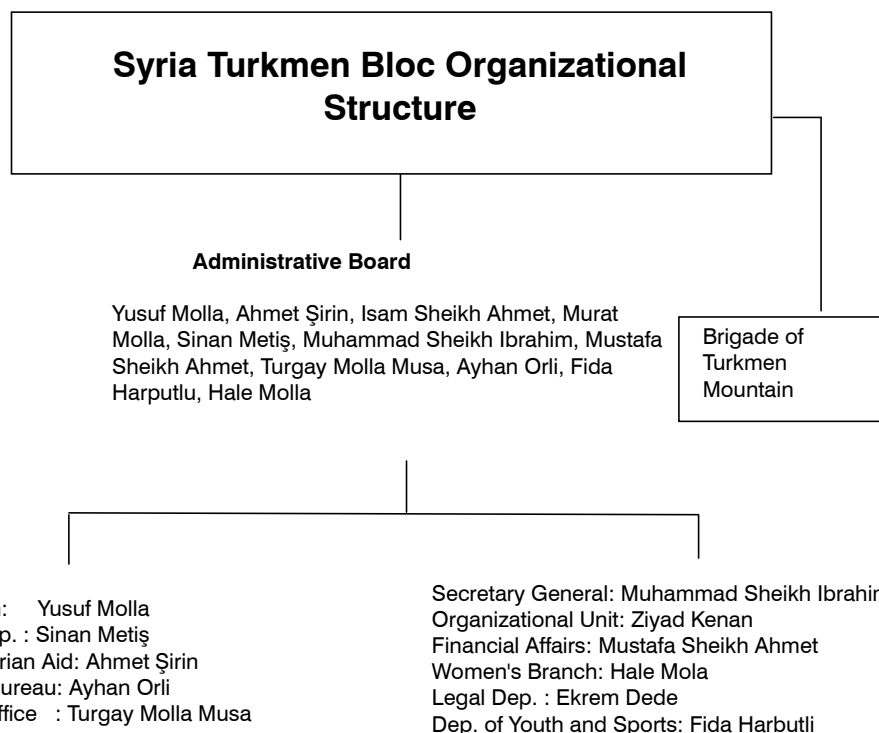 Syria Turkmen Bloc Organizational
Structure
Administrative Board
Yusuf Molla, Ahmet Şirin, Isam Sheikh Ahmet, Murat
Molla, Sinan Metiş, Muhammad Sheikh Ibrahim, Mustafa
Sheikh Ahmet, Turgay Molla Musa, Ayhan Orli, Fida
Harputlu, Hale Molla
Brigade of
Turkmen
Mountain
: Yusuf Molla
p. : Sinan Metiş
rian Aid: Ahmet Şirin
ureau: Ayhan Orli
ffice : Turgay Molla Musa
Secretary General: Muhammad Sheikh Ibrahim
Organizational Unit: Ziyad Kenan
Financial Affairs: Mustafa Sheikh Ahmet
Women's Branch: Hale Mola
Legal Dep. : Ekrem Dede
Dep. of Youth and Sports: Fida Harbutli